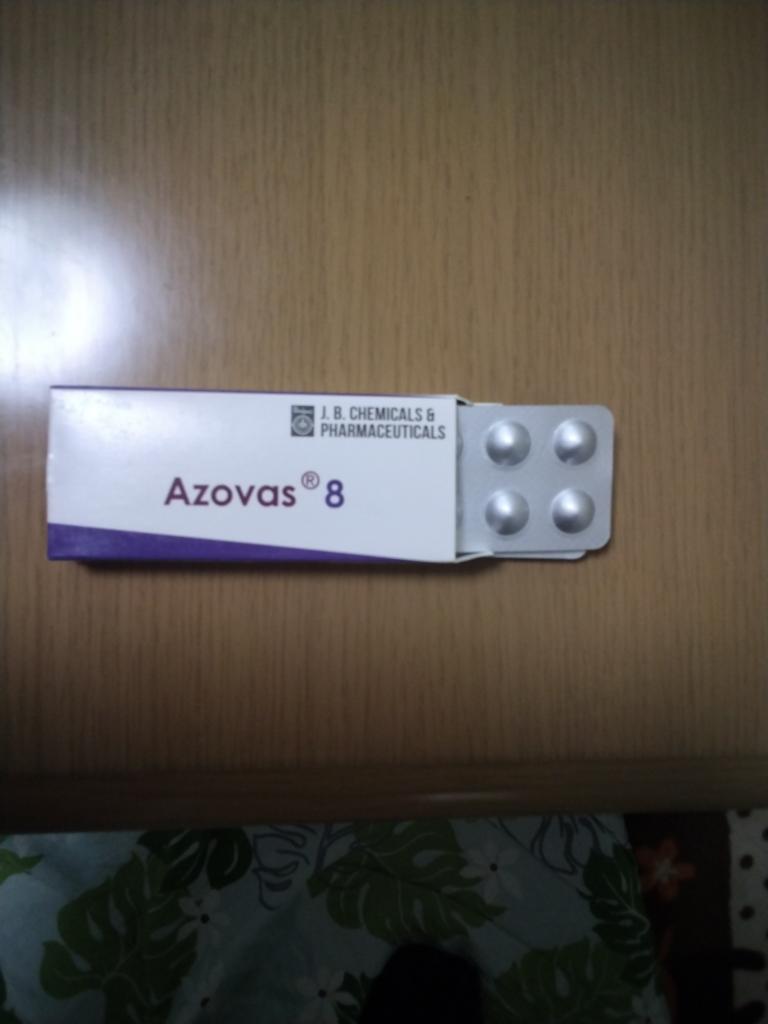 J. B. CHEMICALS &
PHARMACEUTICALS
Azovas® 8